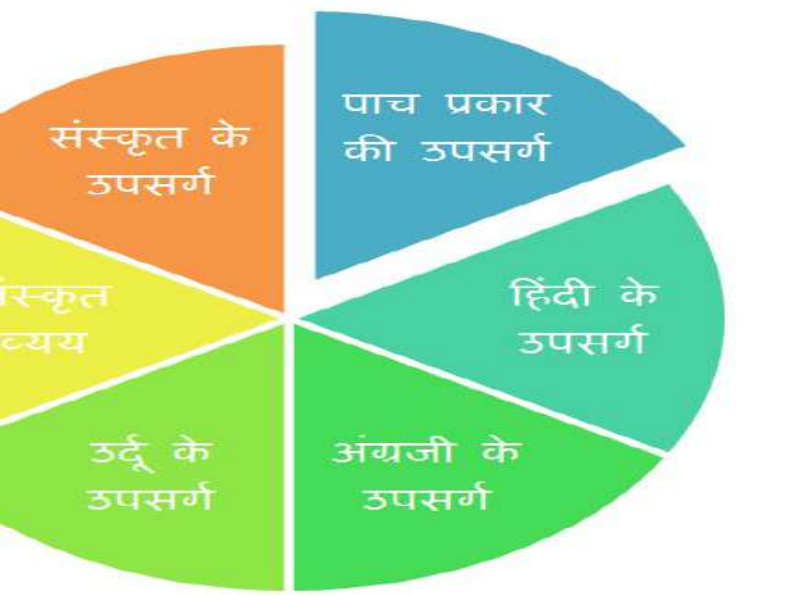 पाच प्रकार
की उपसर्ग
हिंदी के
उपसर्ग
अंग्रजी के
उपसर्ग
उर्दू के
उपसर्ग
संस्कृत के
उपसर्ग